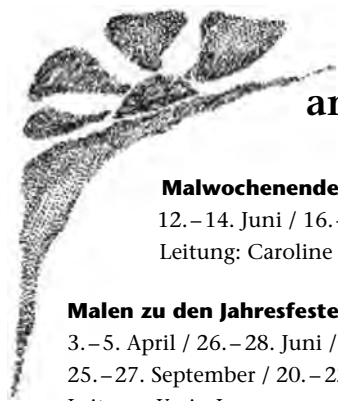 Malwochenende
12.–14. Juni / 16.
Leitung: Caroline
Malen zu den Jahresfeste
3.–5. April / 26.–28. Juni /
25.–27. September / 20.–2